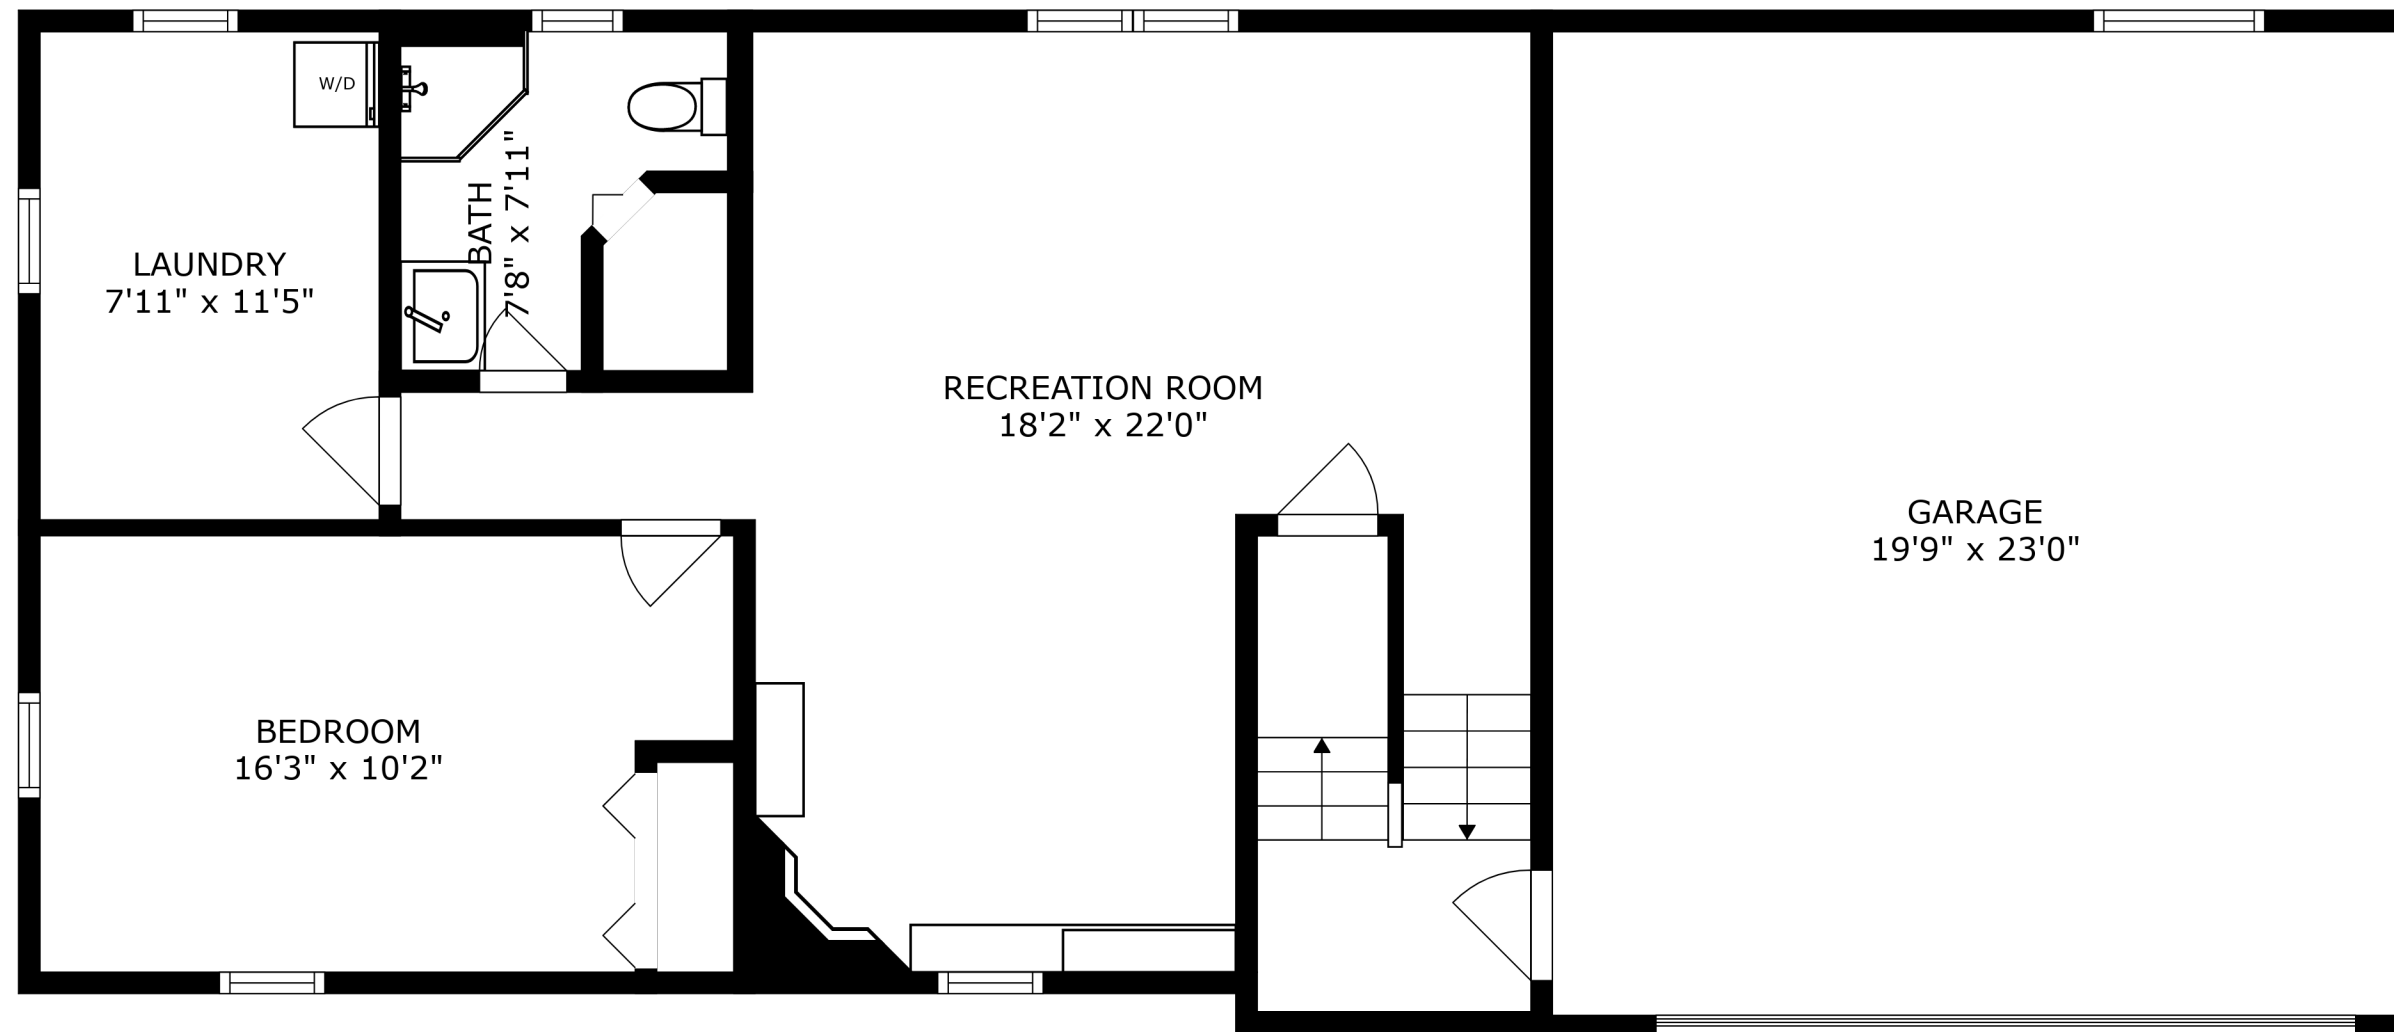 W/D
LAUNDRY
7'11" x 11'5"
BATH
7'8" x 7'11"
RECREATION ROOM
18'2" x 22'0"
GARAGE
19'9" x 23'0"
BEDROOM
16'3" x 10'2"